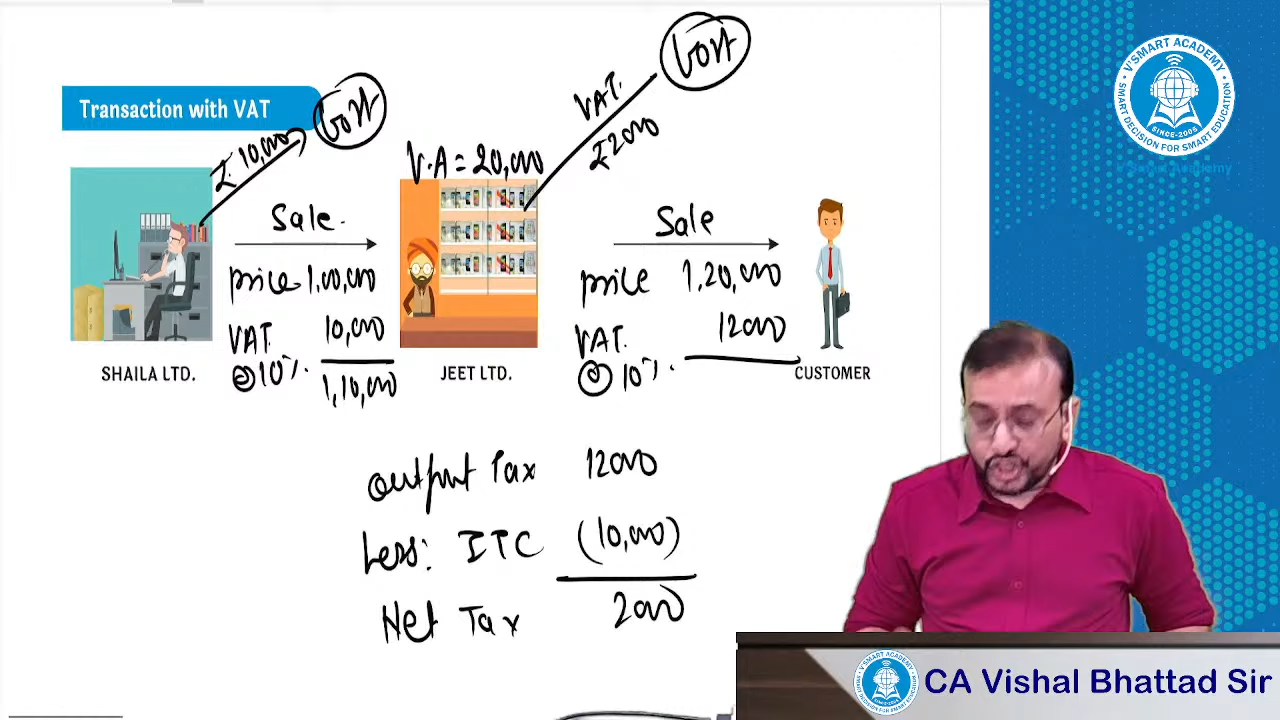 Transaction with VAT
Govt
₹ 10,000
V.A = 20,000
VAT.
₹ 2000
Govt
Sale.
price 1,00,000
VAT 10,000
@ 10%.
1,10,000
Sale
price 1,20,000
VAT. 12000
@ 10%.
SHAILA LTD.
JEET LTD.
CUSTOMER
output Tax 12000
Less: ITC (10,000)
Net Tax 2000
V'SMART ACADEMY
SINCE-2005
SMART DECISION FOR SMART EDUCATION
V'Smart Academy
CA Vishal Bhattad Sir